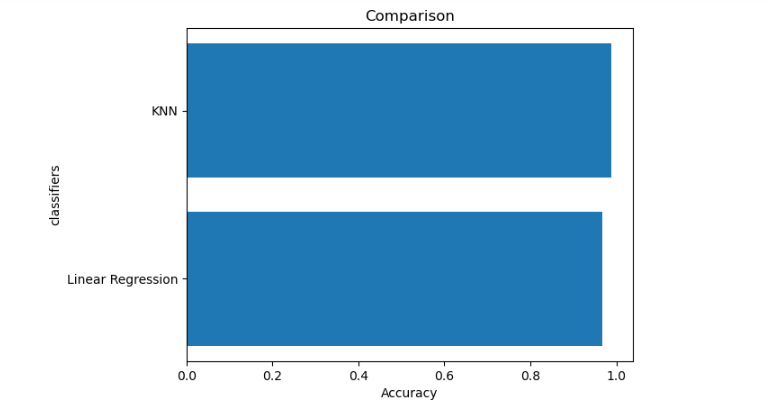 Comparison
KNN
classifiers
Linear Regression
0.0 0.2 0.4 0.6 0.8 1.0
Accuracy